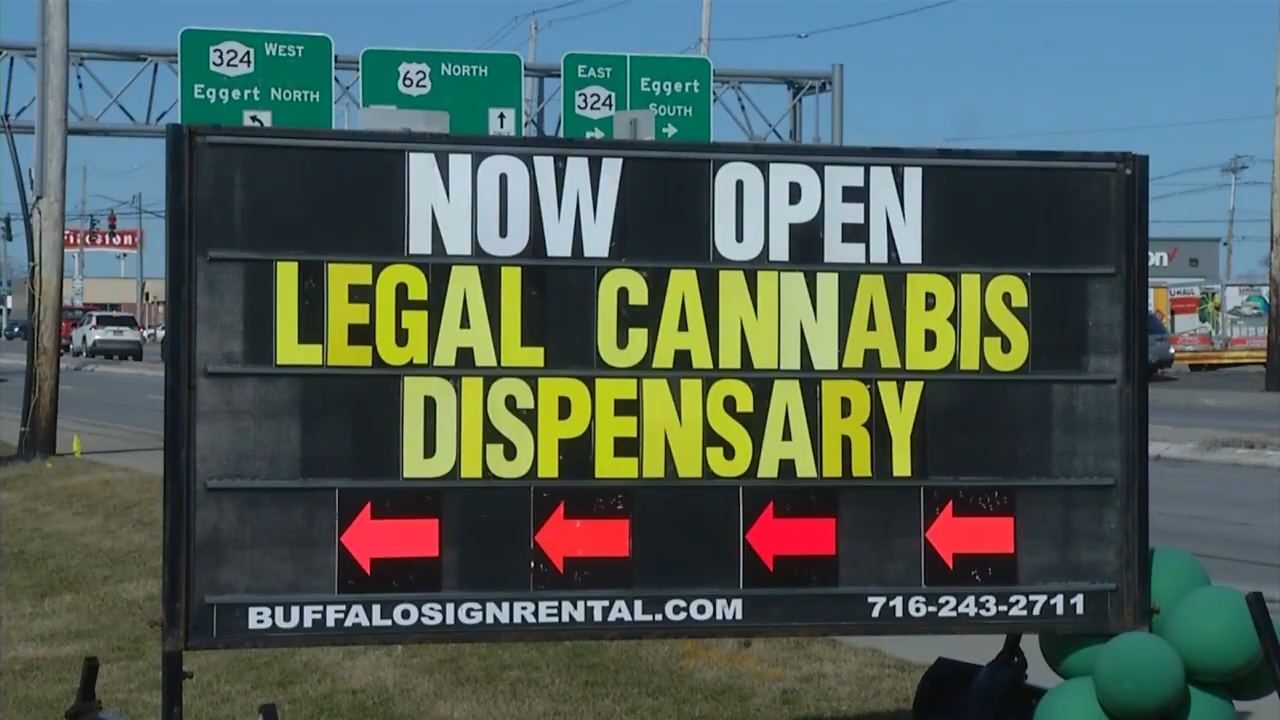 324 WEST
Eggert NORTH
62 NORTH
EAST
324
Eggert
SOUTH
NOW OPEN
LEGAL CANNABIS
DISPENSARY
BUFFALOSIGNRENTAL.COM 716-243-2711